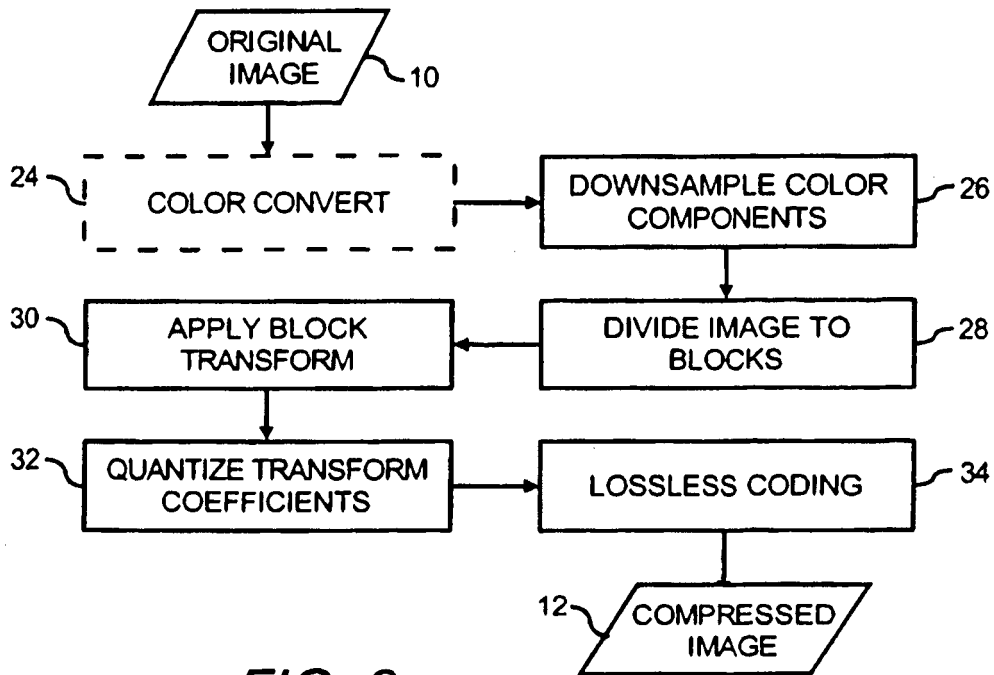 ORIGINAL
IMAGE
10
24
COLOR CONVERT
DOWNSAMPLE COLOR
COMPONENTS
26
30
APPLY BLOCK
TRANSFORM
DIVIDE IMAGE TO
BLOCKS
28
32
QUANTIZE TRANSFORM
COEFFICIENTS
LOSSLESS CODING
34
12
COMPRESSED
IMAGE